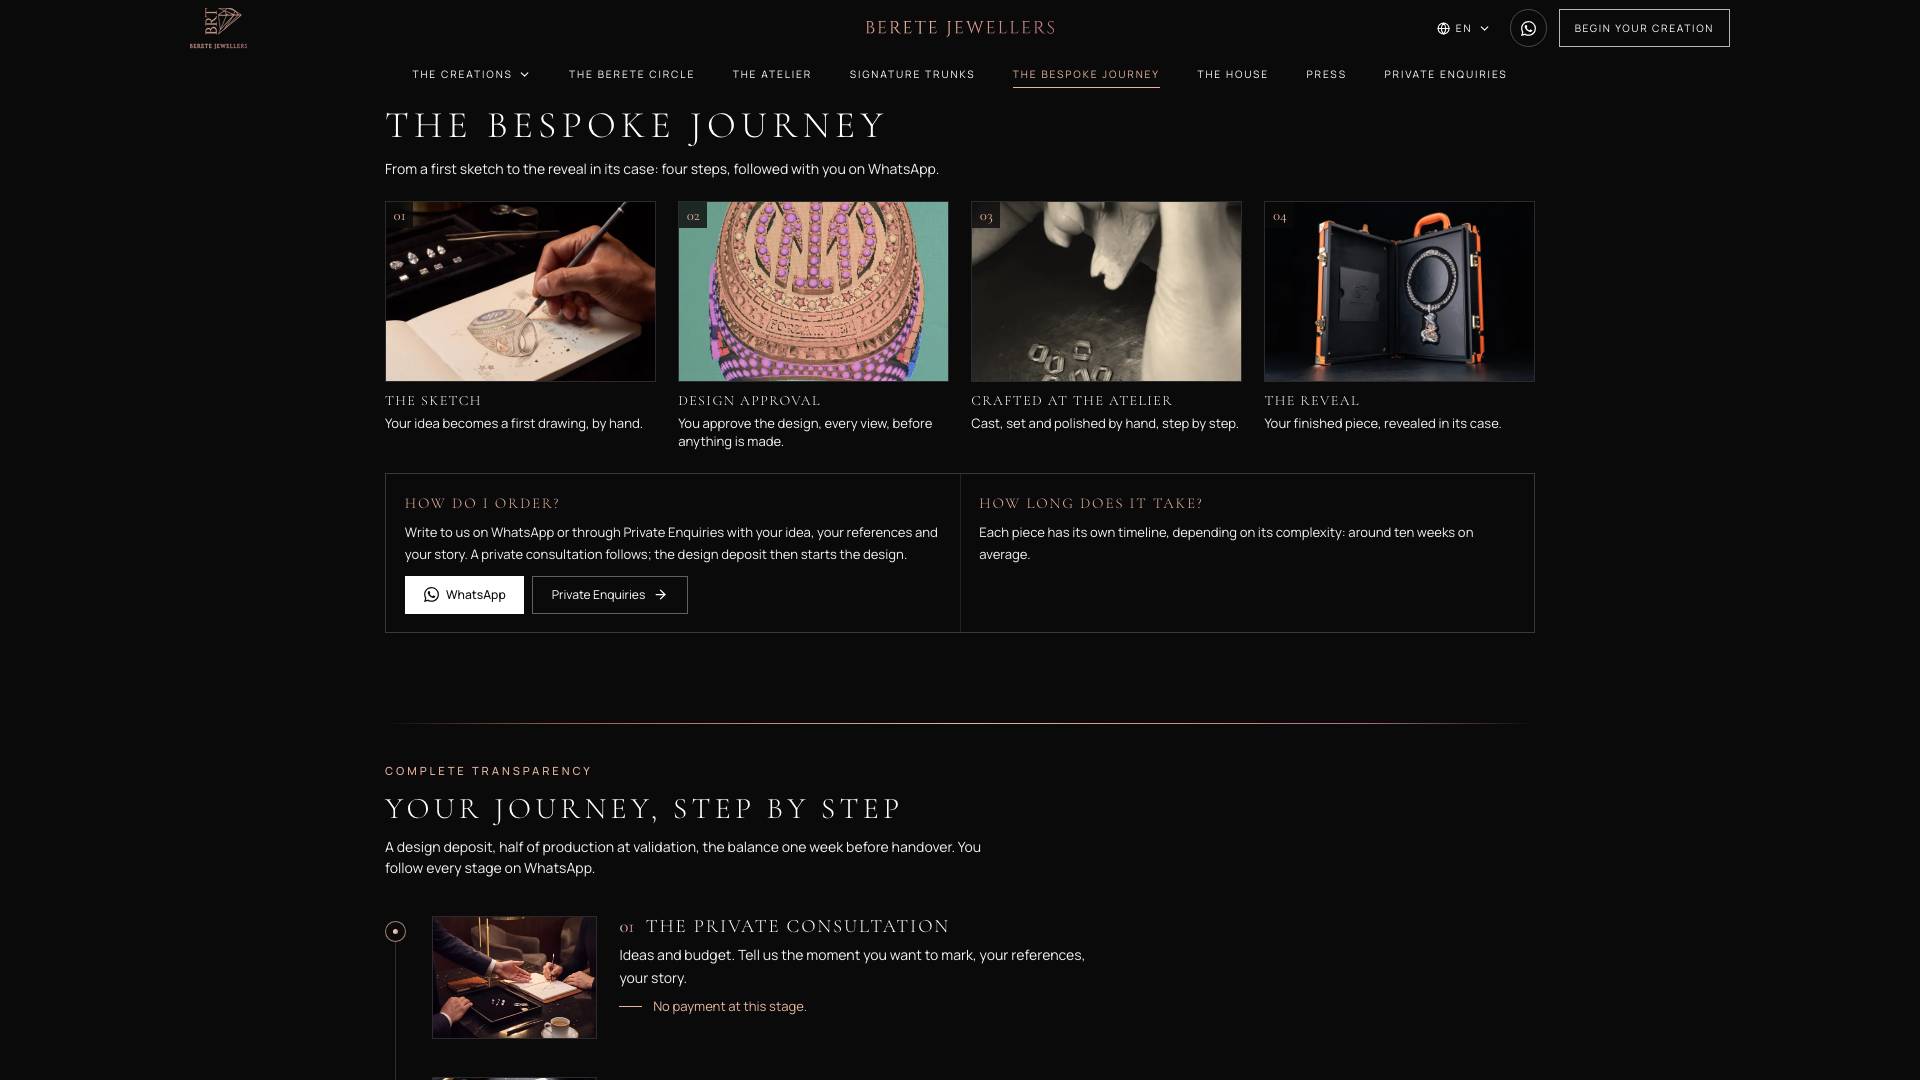 BRT
BERETE JEWELLERS
BERETE JEWELLERS
EN
BEGIN YOUR CREATION
THE CREATIONS
THE BERETE CIRCLE
THE ATELIER
SIGNATURE TRUNKS
THE BESPOKE JOURNEY
THE HOUSE
PRESS
PRIVATE ENQUIRIES
THE BESPOKE JOURNEY
From a first sketch to the reveal in its case: four steps, followed with you on WhatsApp.
01
02
03
04
THE SKETCH
Your idea becomes a first drawing, by hand.
DESIGN APPROVAL
You approve the design, every view, before
anything is made.
CRAFTED AT THE ATELIER
Cast, set and polished by hand, step by step.
THE REVEAL
Your finished piece, revealed in its case.
HOW DO I ORDER?
Write to us on WhatsApp or through Private Enquiries with your idea, your references and
your story. A private consultation follows; the design deposit then starts the design.
WhatsApp
Private Enquiries
HOW LONG DOES IT TAKE?
Each piece has its own timeline, depending on its complexity: around ten weeks on
average.
COMPLETE TRANSPARENCY
YOUR JOURNEY, STEP BY STEP
A design deposit, half of production at validation, the balance one week before handover. You
follow every stage on WhatsApp.
01 THE PRIVATE CONSULTATION
Ideas and budget. Tell us the moment you want to mark, your references,
your story.
No payment at this stage.